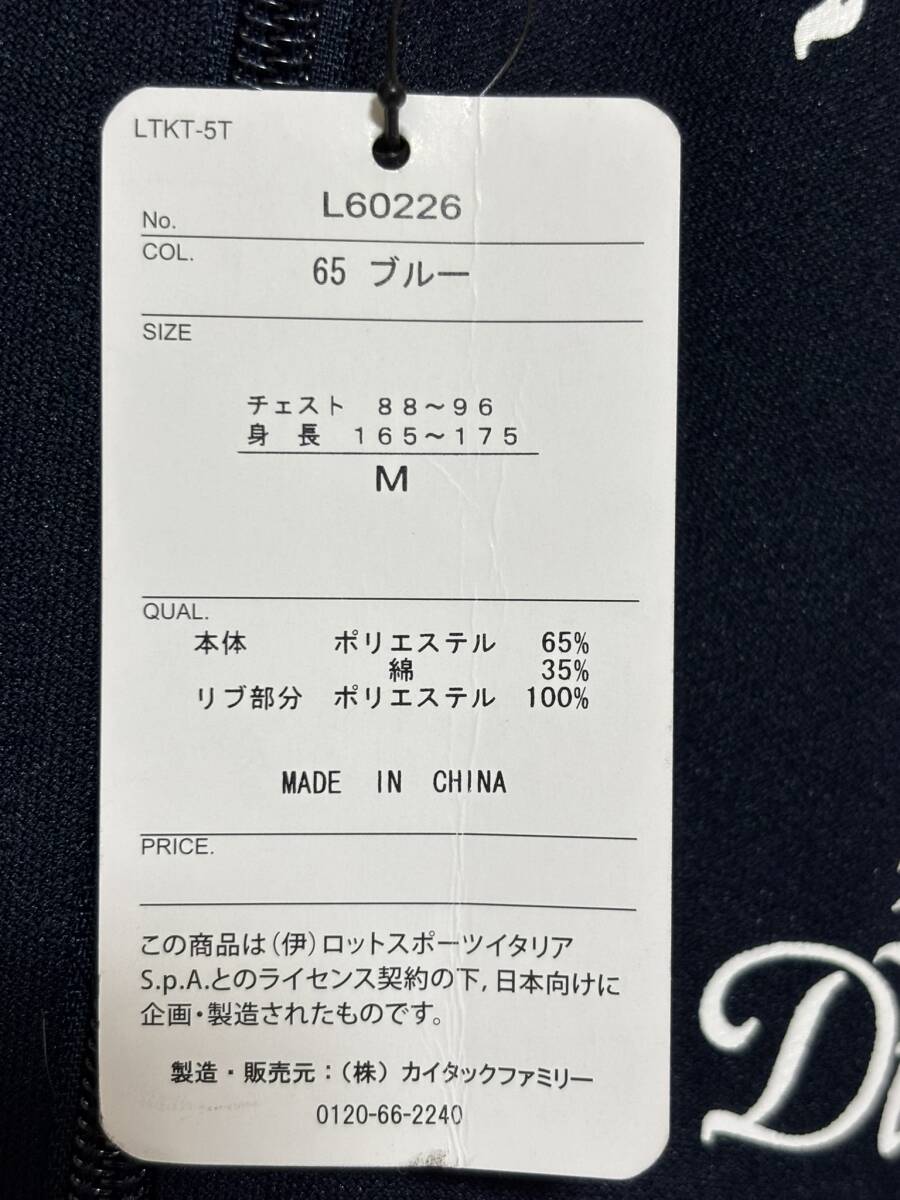 LTKT-5T
No. L60226
COL. 65 ブルー
SIZE
チェスト 88～96
身 長 165～175
M
QUAL.
本体 ポリエステル 65%
綿 35%
リブ部分 ポリエステル 100%
MADE IN CHINA
PRICE.
この商品は(伊)ロットスポーツイタリア
S.p.A.とのライセンス契約の下,日本向けに
企画・製造されたものです。
製造・販売元：(株) カイタックファミリー
0120-66-2240